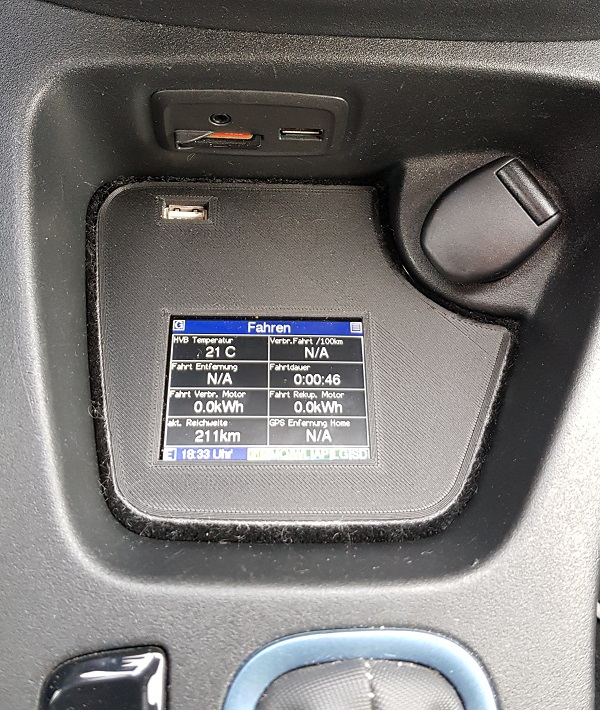 Fahren
HVB Temperatur Verbr.Fahrt /100km
21 C N/A
Fahrt Entfernung Fahrtdauer
N/A 0:00:46
Fahrt Verbr. Motor Fahrt Rekup. Motor
0.0kWh 0.0kWh
akt. Reichweite GPS Enfernung Home
211km N/A
18:33 Uhr